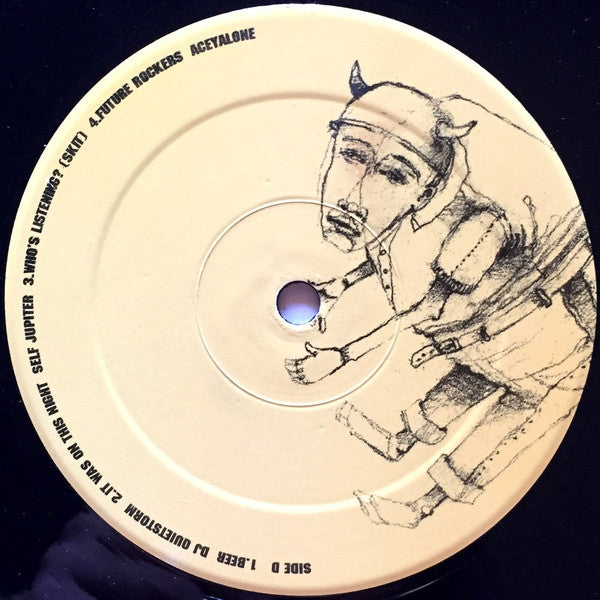 SIDE D 1.BEER DJ QUIETSTORM 2.IT WAS ON THIS NIGHT SELF JUPITER 3.WHO'S LISTENING? (SKIT) 4.FUTURE ROCKERS ACEYALONE